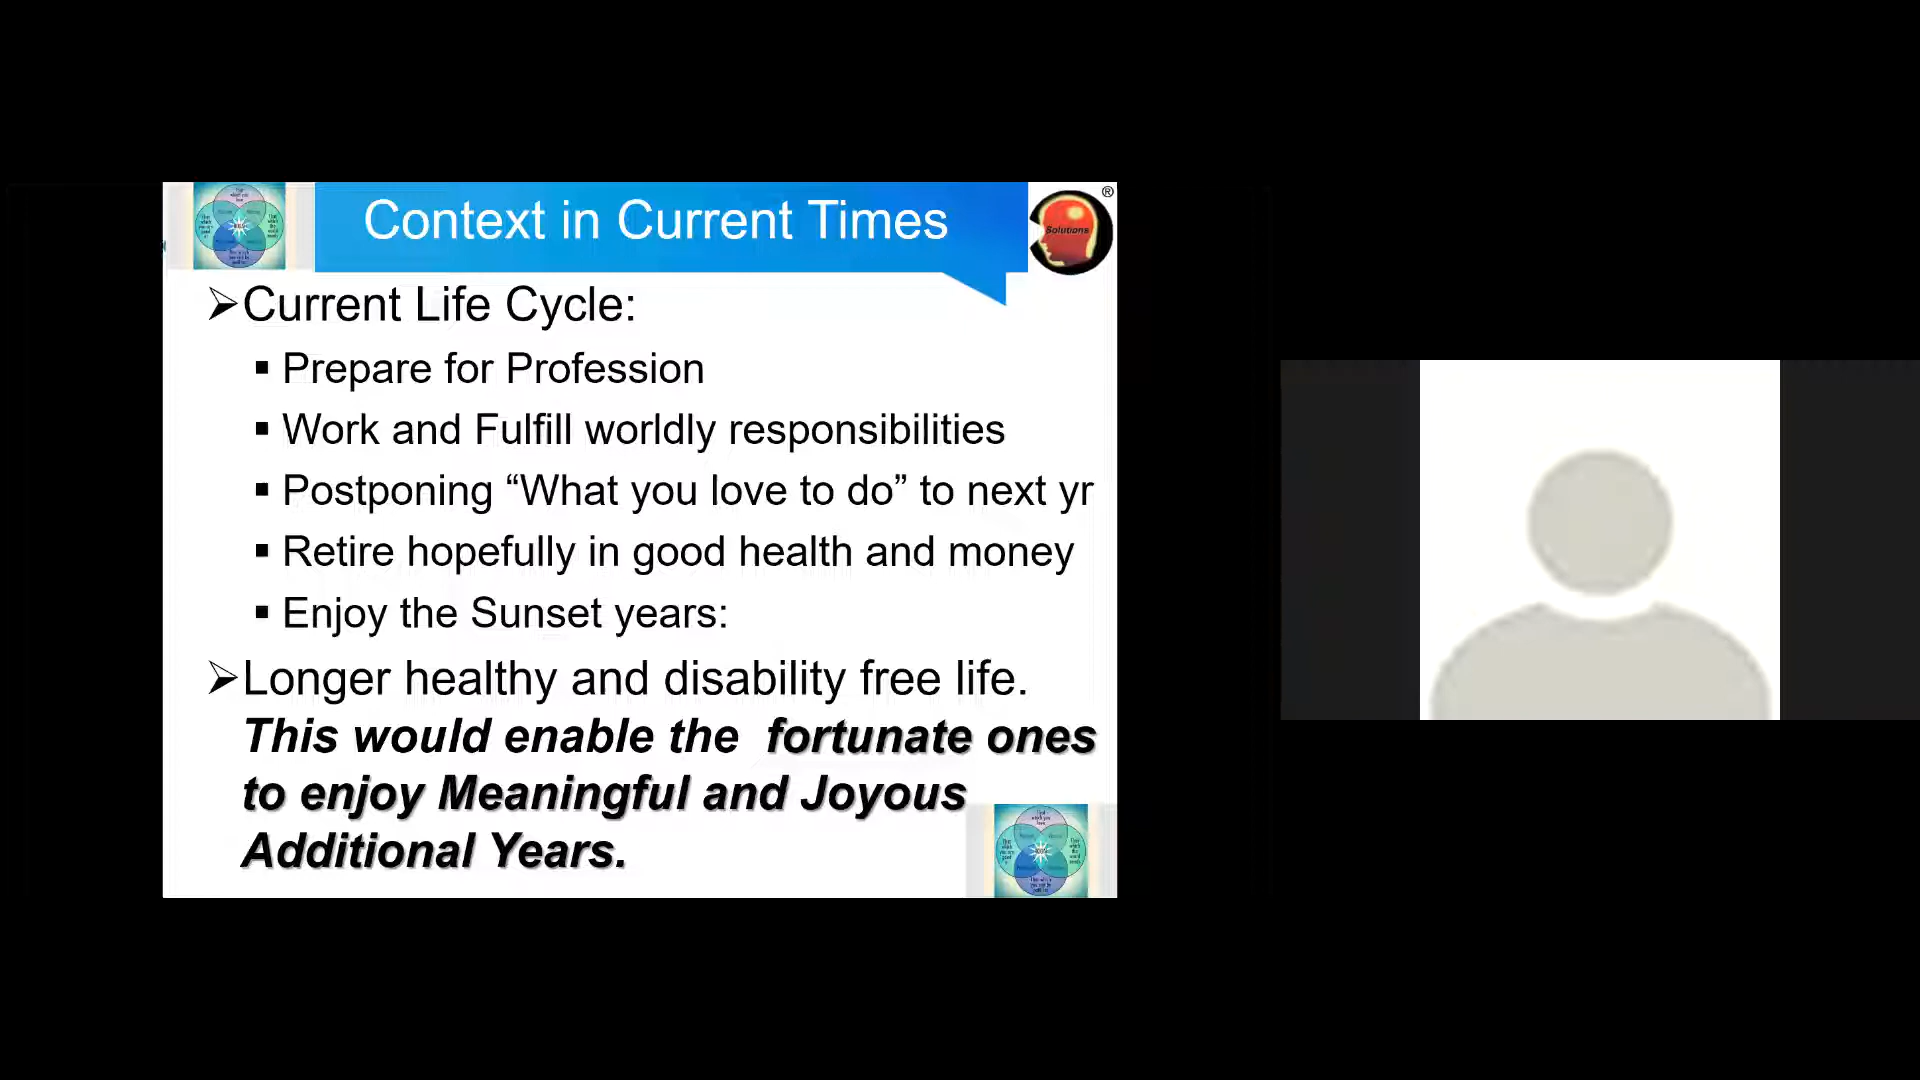 Context in Current Times
®
Solutions
Current Life Cycle:
Prepare for Profession
Work and Fulfill worldly responsibilities
Postponing “What you love to do” to next yr
Retire hopefully in good health and money
Enjoy the Sunset years:
Longer healthy and disability free life.
This would enable the fortunate ones
to enjoy Meaningful and Joyous
Additional Years.